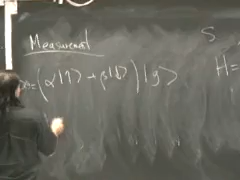 Measurement
S
=(α|↑⟩ + β|↓⟩)|g⟩
H =